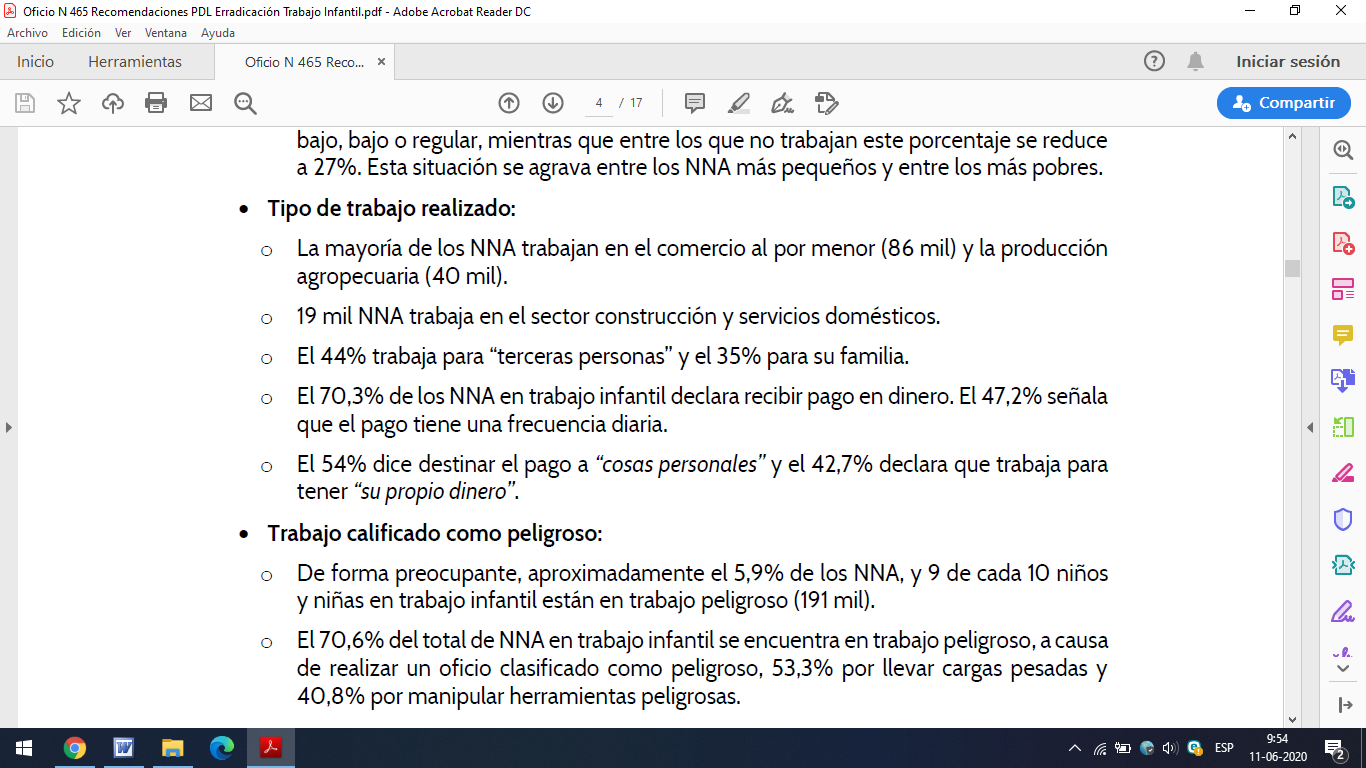 Oficio N 465 Recomendaciones PDL Erradicación Trabajo Infantil.pdf - Adobe Acrobat Reader DC
Archivo Edición Ver Ventana Ayuda
Inicio Herramientas Oficio N 465 Reco... × Iniciar sesión
4 / 17 Compartir
bajo, bajo o regular, mientras que entre los que no trabajan este porcentaje se reduce
a 27%. Esta situación se agrava entre los NNA más pequeños y entre los más pobres.
• Tipo de trabajo realizado:
o La mayoría de los NNA trabajan en el comercio al por menor (86 mil) y la producción
agropecuaria (40 mil).
o 19 mil NNA trabaja en el sector construcción y servicios domésticos.
o El 44% trabaja para “terceras personas” y el 35% para su familia.
o El 70,3% de los NNA en trabajo infantil declara recibir pago en dinero. El 47,2% señala
que el pago tiene una frecuencia diaria.
o El 54% dice destinar el pago a “cosas personales” y el 42,7% declara que trabaja para
tener “su propio dinero”.
• Trabajo calificado como peligroso:
o De forma preocupante, aproximadamente el 5,9% de los NNA, y 9 de cada 10 niños
y niñas en trabajo infantil están en trabajo peligroso (191 mil).
o El 70,6% del total de NNA en trabajo infantil se encuentra en trabajo peligroso, a causa
de realizar un oficio clasificado como peligroso, 53,3% por llevar cargas pesadas y
40,8% por manipular herramientas peligrosas.
ESP
9:54
11-06-2020
2